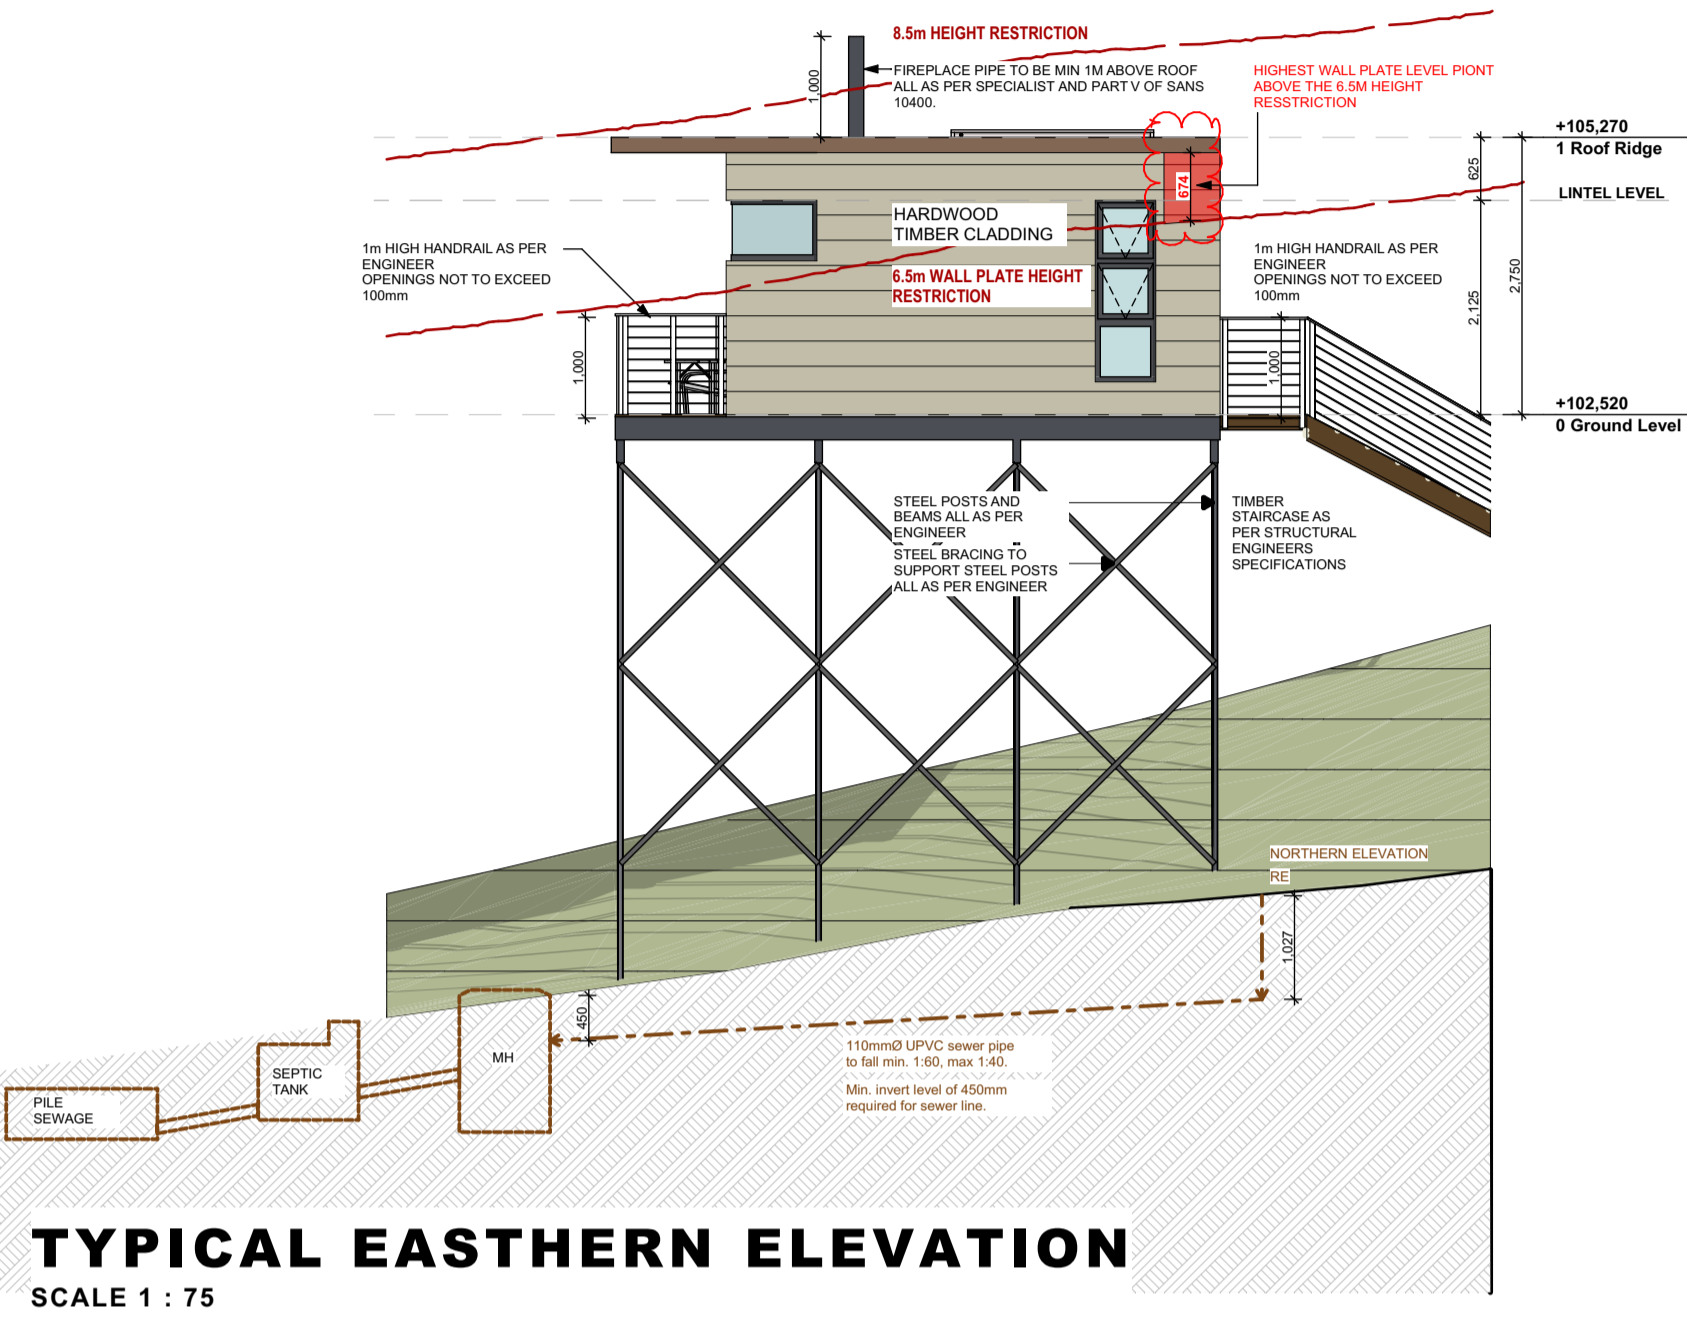 8.5m HEIGHT RESTRICTION
1,000
FIREPLACE PIPE TO BE MIN 1M ABOVE ROOF
ALL AS PER SPECIALIST AND PART V OF SANS
10400.
HIGHEST WALL PLATE LEVEL PIONT
ABOVE THE 6.5M HEIGHT
RESSTRICTION
+105,270
1 Roof Ridge
625
674
LINTEL LEVEL
HARDWOOD
TIMBER CLADDING
1m HIGH HANDRAIL AS PER
ENGINEER
OPENINGS NOT TO EXCEED
100mm
6.5m WALL PLATE HEIGHT
RESTRICTION
1m HIGH HANDRAIL AS PER
ENGINEER
OPENINGS NOT TO EXCEED
100mm
2,750
2,125
1,000
1,000
+102,520
0 Ground Level
STEEL POSTS AND
BEAMS ALL AS PER
ENGINEER
STEEL BRACING TO
SUPPORT STEEL POSTS
ALL AS PER ENGINEER
TIMBER
STAIRCASE AS
PER STRUCTURAL
ENGINEERS
SPECIFICATIONS
NORTHERN ELEVATION
RE
1,027
450
MH
SEPTIC
TANK
PILE
SEWAGE
110mmØ UPVC sewer pipe
to fall min. 1:60, max 1:40.
Min. invert level of 450mm
required for sewer line.
TYPICAL EASTHERN ELEVATION
SCALE 1 : 75